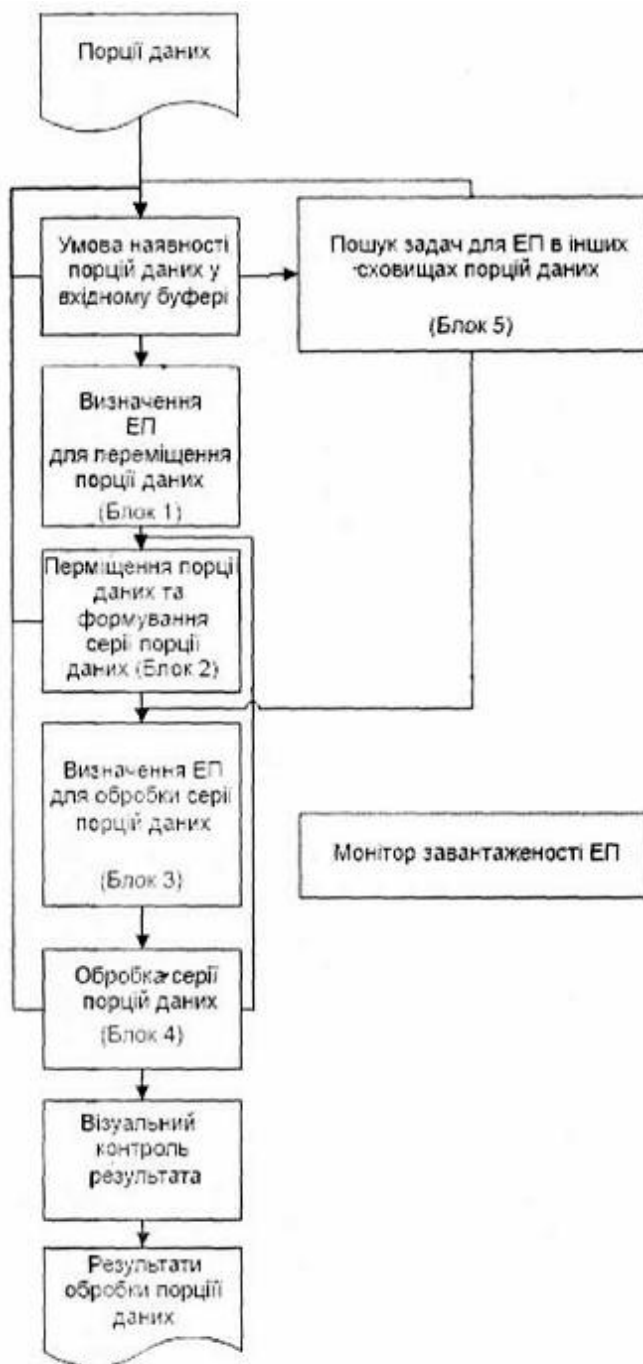 Порції даних
Умова наявності
порцій даних у
вхідному буфері
Пошук задач для ЕП в інших
сховищах порцій даних
(Блок 5)
Визначення
ЕП
для переміщення
порції даних
(Блок 1)
Перміщення порці
даних та
формування
серії порції
даних (Блок 2)
Визначення ЕП
для обробки серії
порцій даних
(Блок 3)
Монітор завантаженості ЕП
Обробка серії
порцій даних
(Блок 4)
Візуальний
контроль
результата
Результати
обробки порціїі
даних